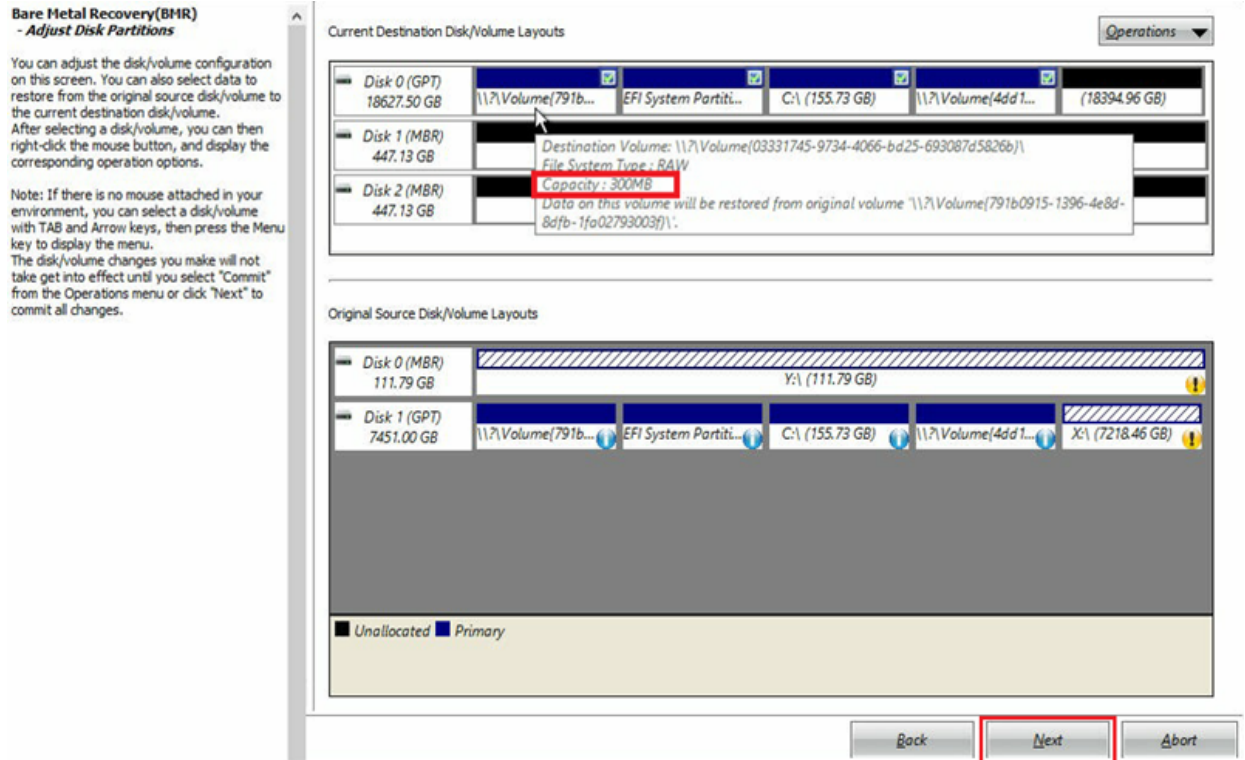 Bare Metal Recovery(BMR)
- Adjust Disk Partitions
You can adjust the disk/volume configuration
on this screen. You can also select data to
restore from the original source disk/volume to
the current destination disk/volume.
After selecting a disk/volume, you can then
right-click the mouse button, and display the
corresponding operation options.
Note: If there is no mouse attached in your
environment, you can select a disk/volume
with TAB and Arrow keys, then press the Menu
key to display the menu.
The disk/volume changes you make will not
take get into effect until you select "Commit"
from the Operations menu or click "Next" to
commit all changes.
Current Destination Disk/Volume Layouts
Operations
Disk 0 (GPT)
18627.50 GB
\\?\Volume{791b...
EFI System Partiti...
C:\ (155.73 GB)
\\?\Volume{4dd1...
(18394.96 GB)
Disk 1 (MBR)
447.13 GB
Disk 2 (MBR)
447.13 GB
Destination Volume: \\?\Volume{03331745-9734-4066-bd25-693087d5826b}\
File System Type : RAW
Capacity : 300MB
Data on this volume will be restored from original volume '\\?\Volume{791b0915-1396-4e8d-
8dfb-1fa02793003f}\'.
Original Source Disk/Volume Layouts
Disk 0 (MBR)
111.79 GB
Y:\ (111.79 GB)
Disk 1 (GPT)
7451.00 GB
\\?\Volume{791b...
EFI System Partiti...
C:\ (155.73 GB)
\\?\Volume{4dd1...
X:\ (7218.46 GB)
Unallocated Primary
Back Next Abort